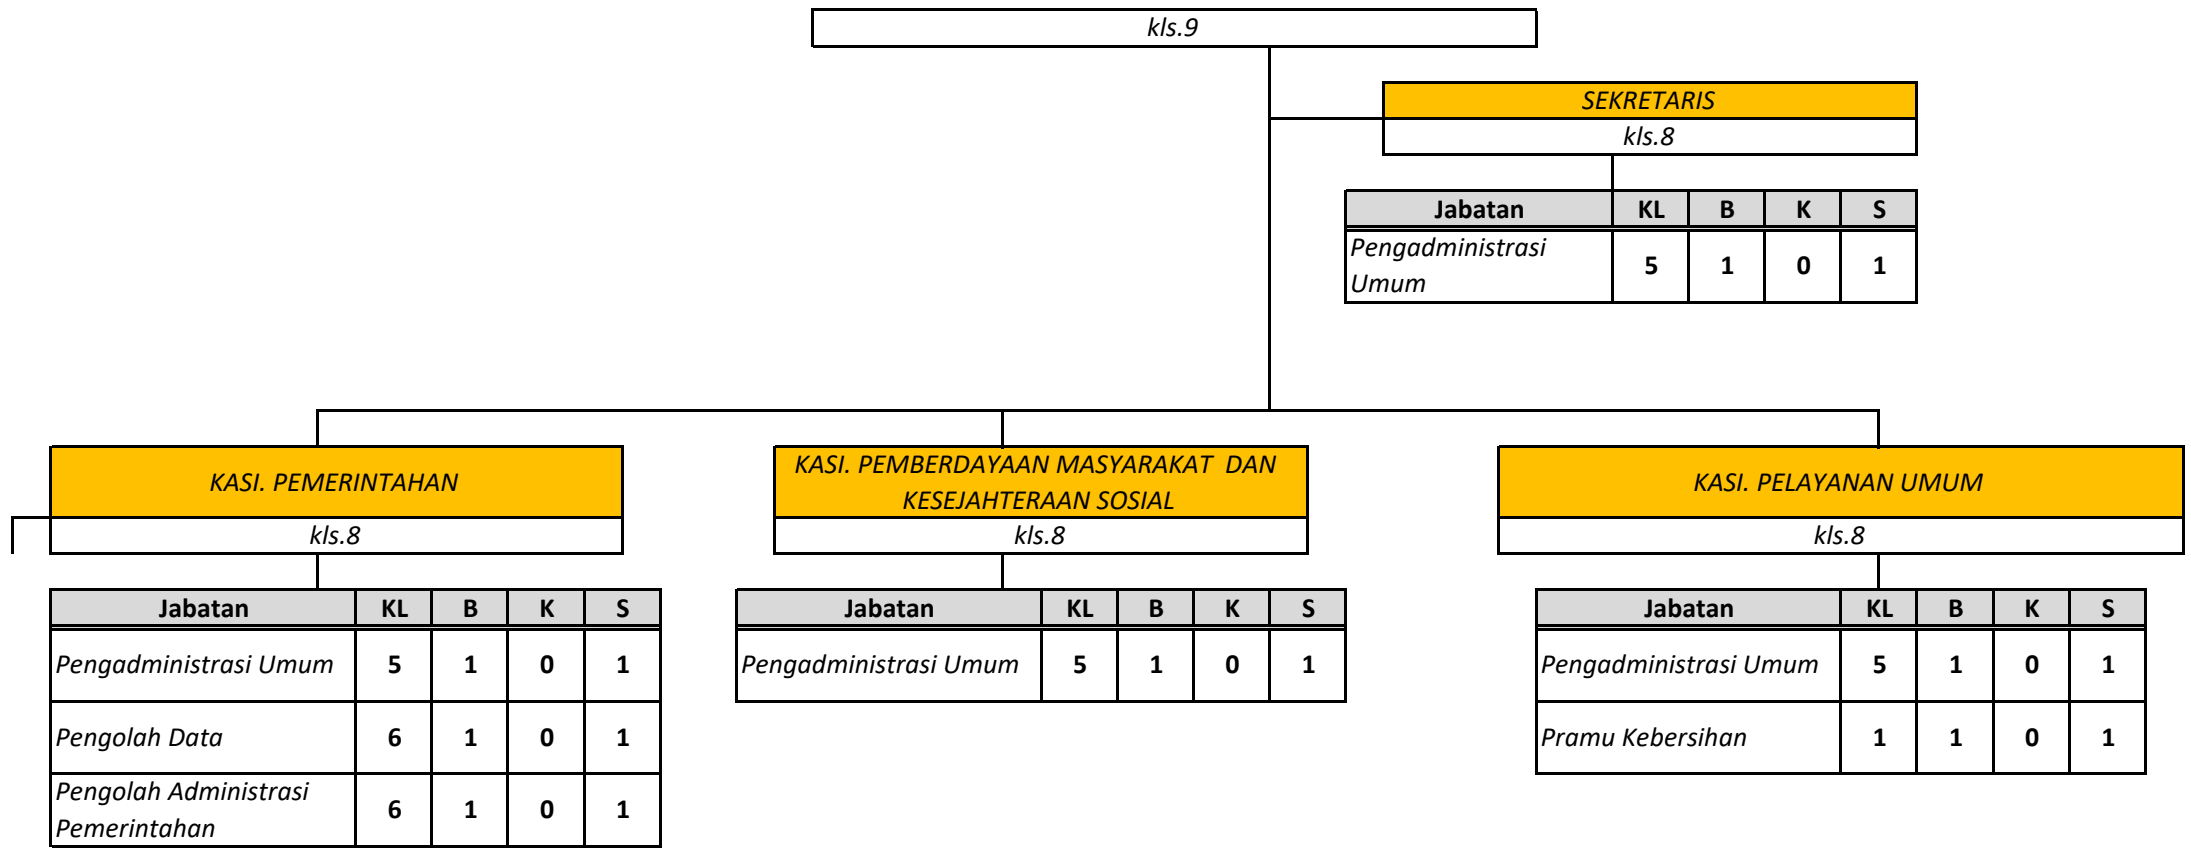 kls.9
SEKRETARIS
kls.8
Jabatan KL B K S
Pengadministrasi
Umum 5 1 0 1
KASI. PEMERINTAHAN
kls.8
Jabatan KL B K S
Pengadministrasi Umum 5 1 0 1
Pengolah Data 6 1 0 1
Pengolah Administrasi
Pemerintahan 6 1 0 1
KASI. PEMBERDAYAAN MASYARAKAT DAN
KESEJAHTERAAN SOSIAL
kls.8
Jabatan KL B K S
Pengadministrasi Umum 5 1 0 1
KASI. PELAYANAN UMUM
kls.8
Jabatan KL B K S
Pengadministrasi Umum 5 1 0 1
Pramu Kebersihan 1 1 0 1